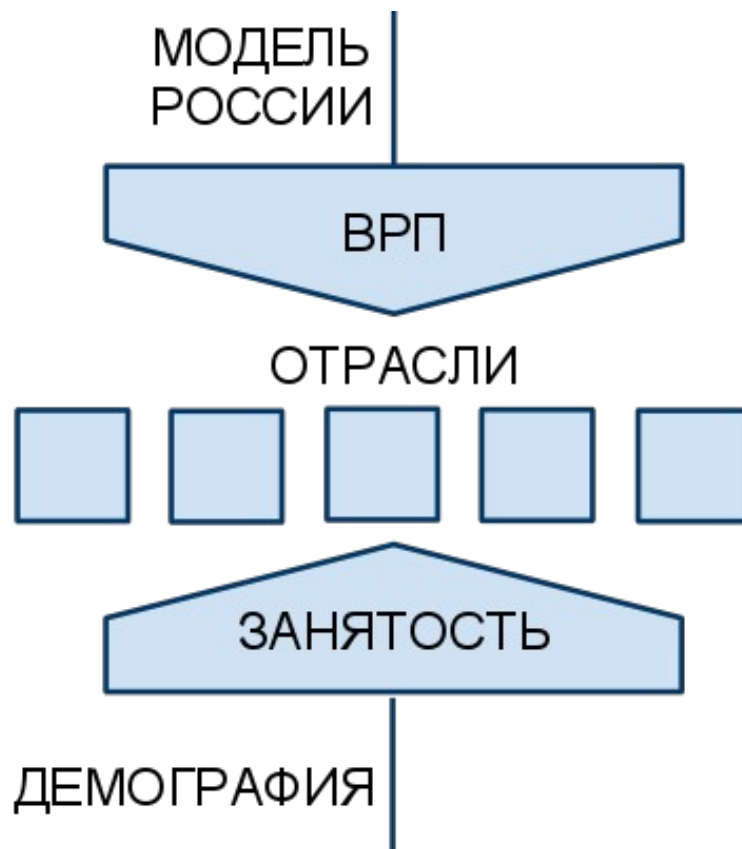 МОДЕЛЬ
РОССИИ
ВРП
ОТРАСЛИ
ЗАНЯТОСТЬ
ДЕМОГРАФИЯ